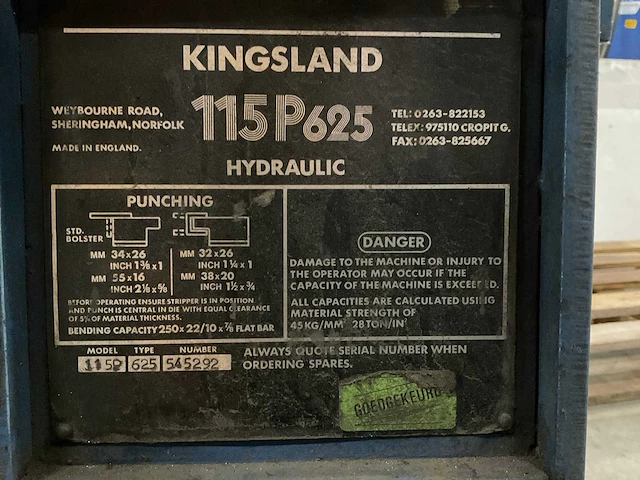 KINGSLAND
WEYBOURNE ROAD,
SHERINGHAM, NORFOLK
MADE IN ENGLAND.
115P625
TEL: 0263-822153
TELEX: 975110 CROPIT G.
FAX: 0263-825667
HYDRAULIC
PUNCHING
STD.
BOLSTER
MM 34x26
INCH 1⅜x1
MM 55x16
INCH 2⅛x⅝
MM 32x26
INCH 1¼x1
MM 38x20
INCH 1½x¾
BEFORE OPERATING ENSURE STRIPPER IS IN POSITION
AND PUNCH IS CENTRAL IN DIE WITH EQUAL CLEARANCE
OF 5% OF MATERIAL THICKNESS.
BENDING CAPACITY 250x22/10x⅞ FLAT BAR
DANGER
DAMAGE TO THE MACHINE OR INJURY TO
THE OPERATOR MAY OCCUR IF THE
CAPACITY OF THE MACHINE IS EXCEEDED.
ALL CAPACITIES ARE CALCULATED USING
MATERIAL STRENGTH OF
45KG/MM² 28TON/IN²
MODEL TYPE NUMBER
115P 625 545292
ALWAYS QUOTE SERIAL NUMBER WHEN
ORDERING SPARES.
GOEDGEKEURD